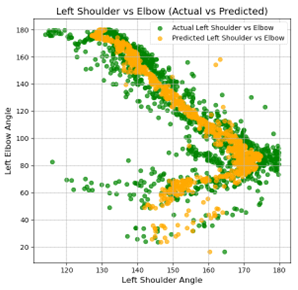 Left Shoulder vs Elbow (Actual vs Predicted)
Actual Left Shoulder vs Elbow
Predicted Left Shoulder vs Elbow
180
160
140
120
100
80
60
40
20
Left Elbow Angle
120 130 140 150 160 170 180
Left Shoulder Angle